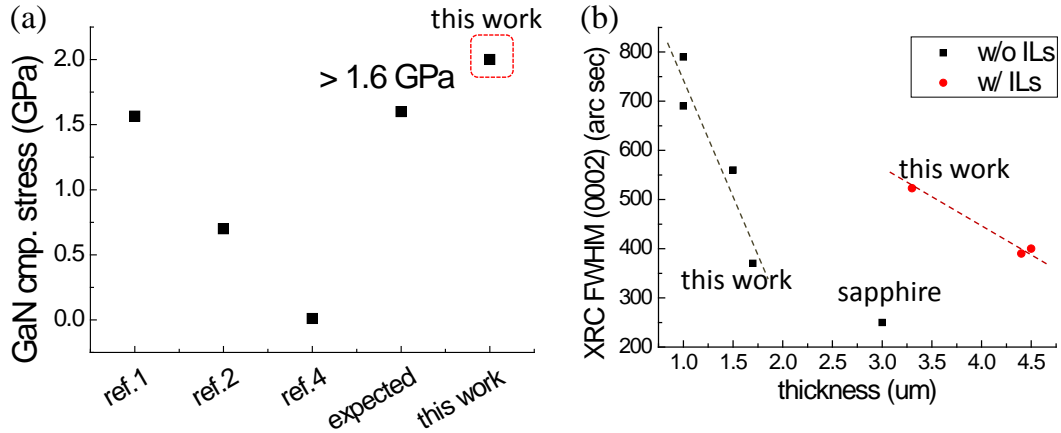 (a)
this work
> 1.6 GPa
GaN cmp. stress (GPa)
2.0
1.5
1.0
0.5
0.0
ref.1
ref.2
ref.4
expected
this work
(b)
w/o ILs
w/ ILs
this work
this work
sapphire
XRC FWHM (0002) (arc sec)
800
700
600
500
400
300
200
1.0
1.5
2.0
2.5
3.0
3.5
4.0
4.5
thickness (um)